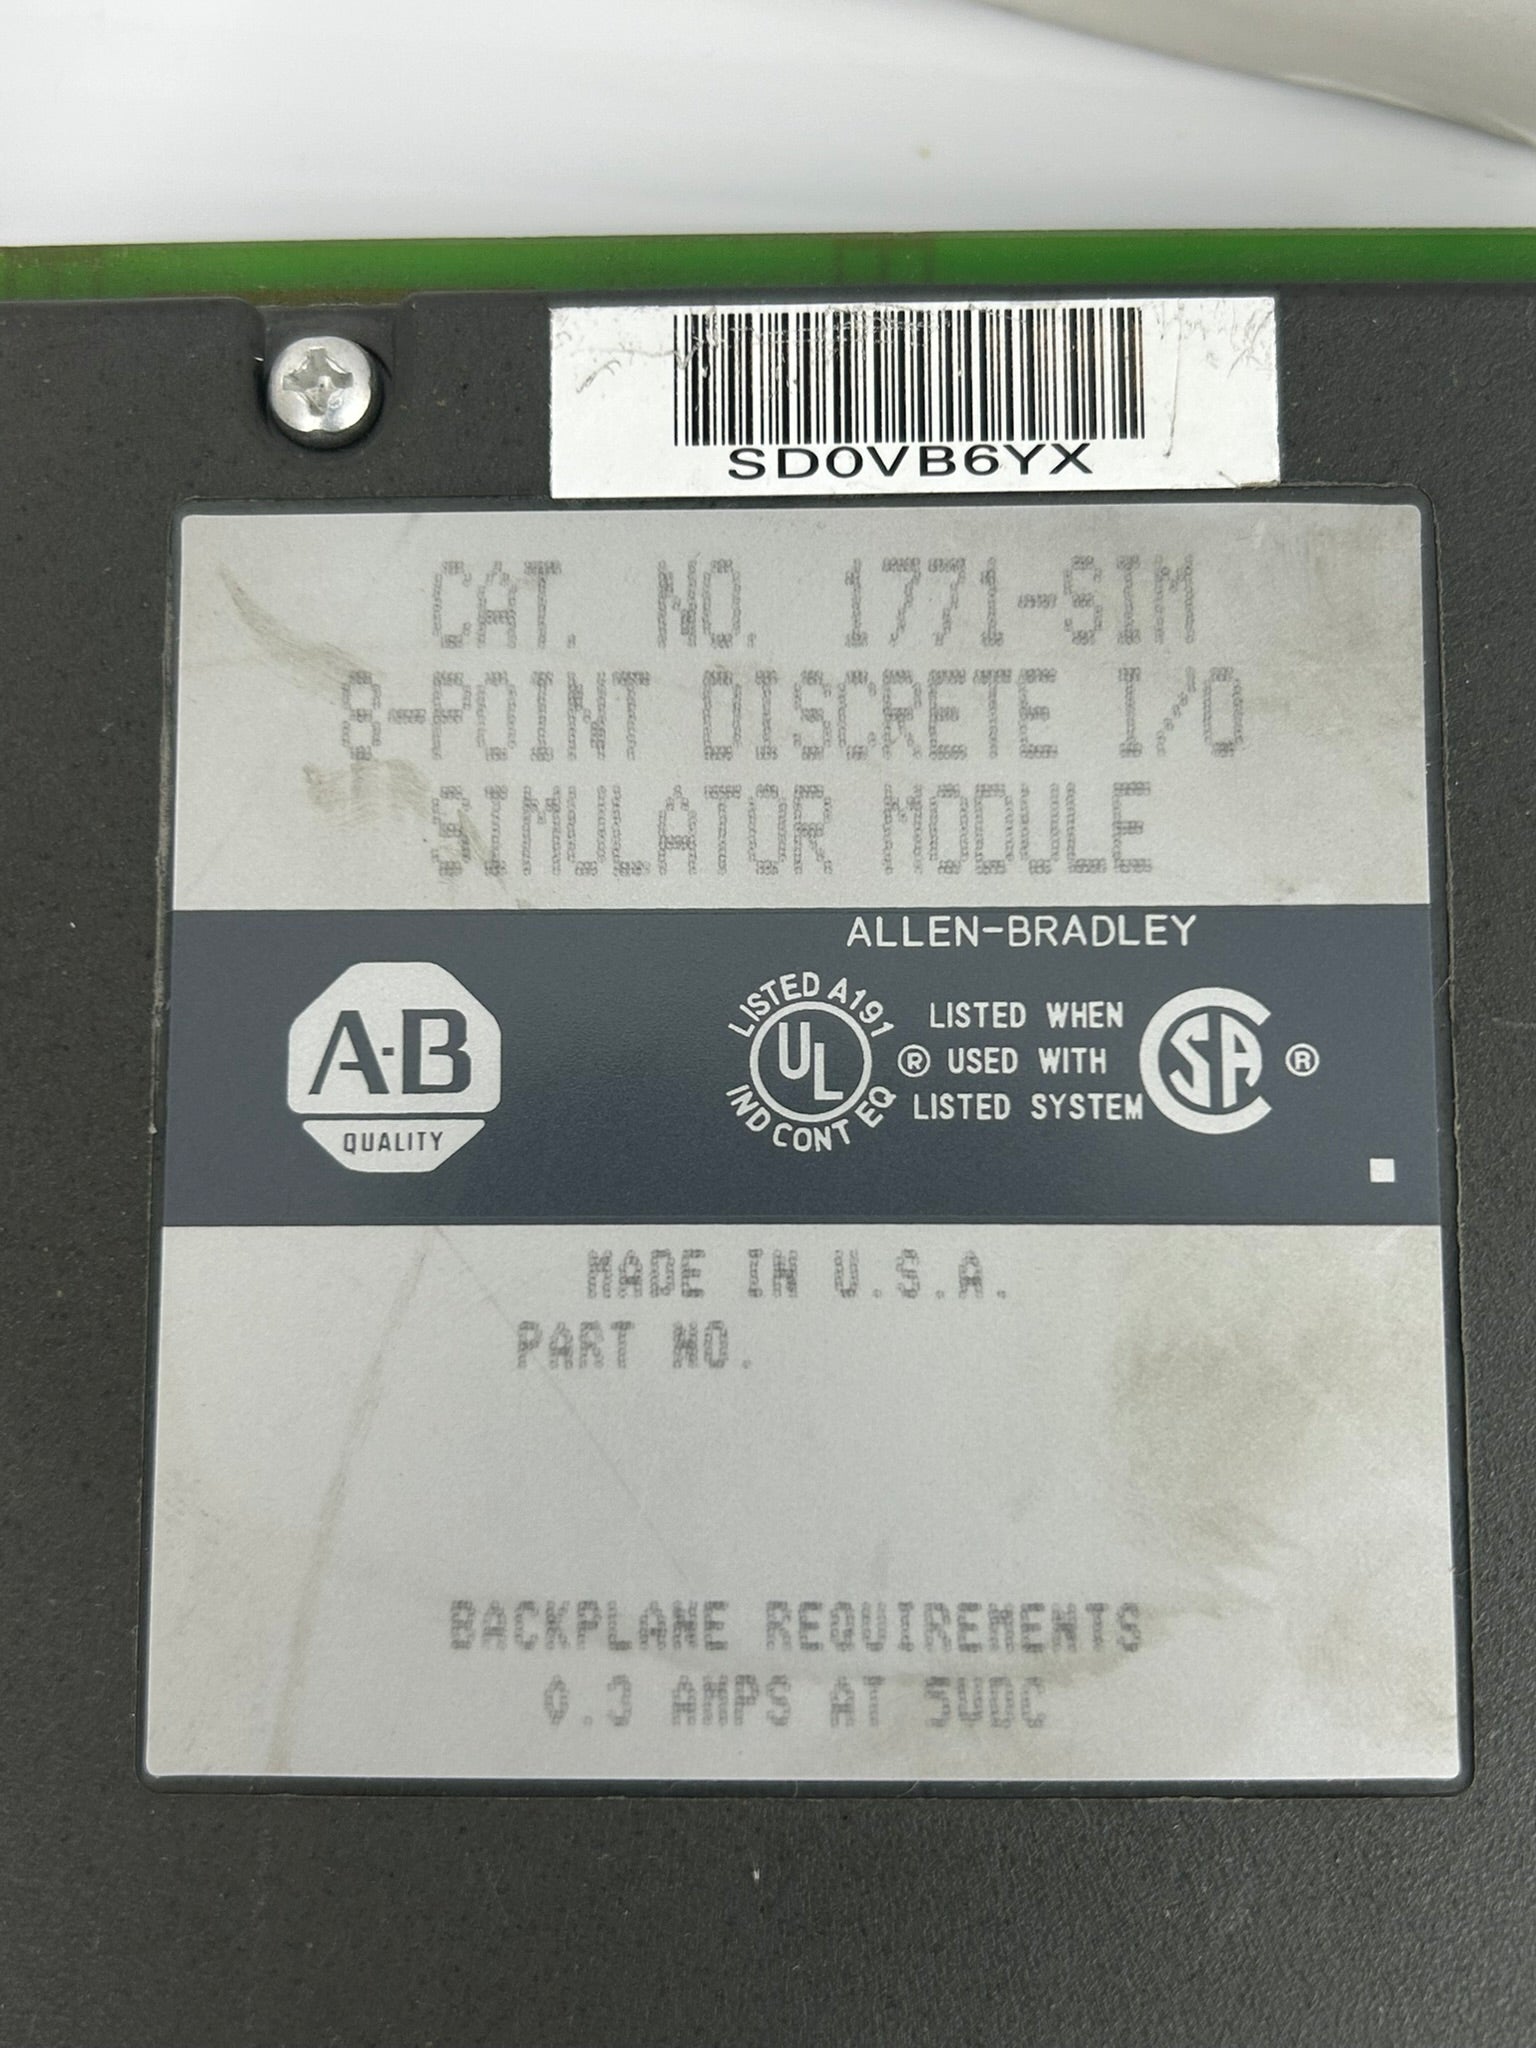 SD0VB6YX
CAT. NO. 1771-SIM
8-POINT DISCRETE I/O
SIMULATOR MODULE
ALLEN-BRADLEY
A-B
QUALITY
LISTED A191
UL
IND CONT EQ
®
LISTED WHEN
USED WITH
LISTED SYSTEM
SA
®
MADE IN U.S.A.
PART NO.
BACKPLANE REQUIREMENTS
0.3 AMPS AT 5VDC